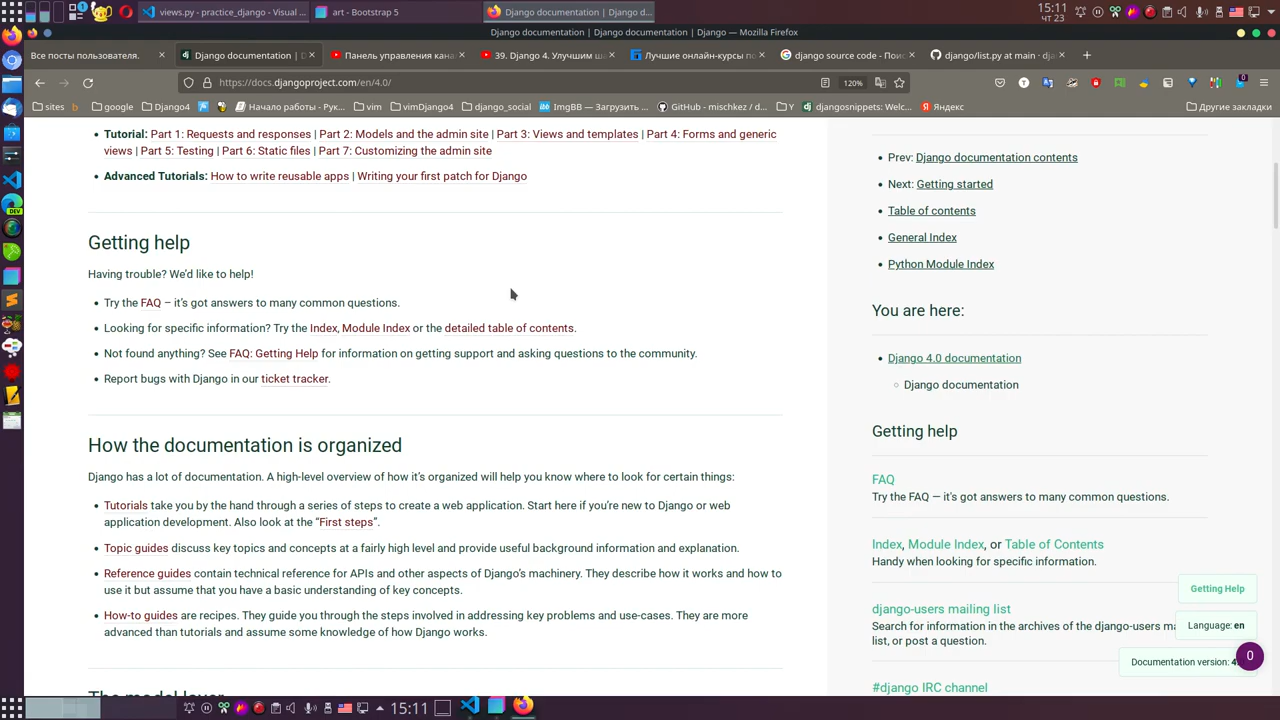 views.py - practice_django - Visual ...
art - Bootstrap 5
Django documentation | Django d...
15:11
ЧТ 23
Django documentation | Django documentation | Django — Mozilla Firefox
Все посты пользователя.
Django documentation | D
Панель управления кана
39. Django 4. Улучшим ш
Лучшие онлайн-курсы по
django source code - Поис
django/list.py at main · dja
https://docs.djangoproject.com/en/4.0/
120%
sites
google
Django4
Начало работы - Рук...
vim
vimDjango4
django_social
ImgBB — Загрузить ...
GitHub - mischkez/d...
Y
djangosnippets: Welc...
Яндекс
Другие закладки
Tutorial: Part 1: Requests and responses | Part 2: Models and the admin site | Part 3: Views and templates | Part 4: Forms and generic
views | Part 5: Testing | Part 6: Static files | Part 7: Customizing the admin site
Advanced Tutorials: How to write reusable apps | Writing your first patch for Django
Getting help
Having trouble? We'd like to help!
Try the FAQ – it's got answers to many common questions.
Looking for specific information? Try the Index, Module Index or the detailed table of contents.
Not found anything? See FAQ: Getting Help for information on getting support and asking questions to the community.
Report bugs with Django in our ticket tracker.
How the documentation is organized
Django has a lot of documentation. A high-level overview of how it's organized will help you know where to look for certain things:
Tutorials take you by the hand through a series of steps to create a web application. Start here if you're new to Django or web
application development. Also look at the “First steps”.
Topic guides discuss key topics and concepts at a fairly high level and provide useful background information and explanation.
Reference guides contain technical reference for APIs and other aspects of Django's machinery. They describe how it works and how to
use it but assume that you have a basic understanding of key concepts.
How-to guides are recipes. They guide you through the steps involved in addressing key problems and use-cases. They are more
advanced than tutorials and assume some knowledge of how Django works.
The model layer
Prev: Django documentation contents
Next: Getting started
Table of contents
General Index
Python Module Index
You are here:
Django 4.0 documentation
Django documentation
Getting help
FAQ
Try the FAQ — it's got answers to many common questions.
Index, Module Index, or Table of Contents
Handy when looking for specific information.
django-users mailing list
Search for information in the archives of the django-users ma
list, or post a question.
#django IRC channel
Getting Help
Language: en
Documentation version: 4.
0
15:11